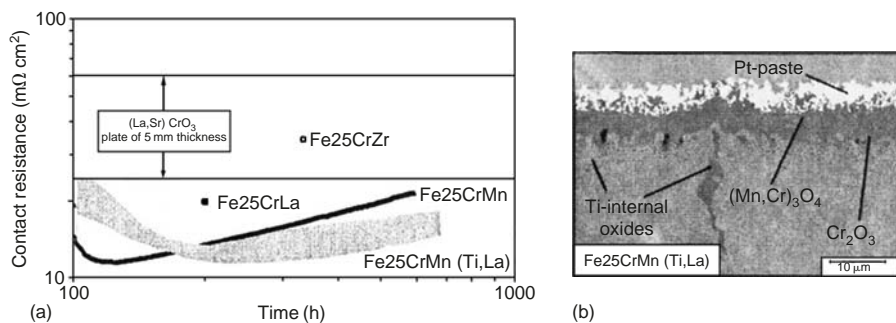 100
(La,Sr) CrO3
plate of 5 mm thickness
Fe25CrZr
Fe25CrLa
Fe25CrMn
Fe25CrMn (Ti,La)
10
100
1000
Contact resistance (mΩ cm²)
Time (h)
(a)
Pt-paste
Ti-internal
oxides
(Mn,Cr)3O4
Cr2O3
Fe25CrMn (Ti,La)
10 μm
(b)